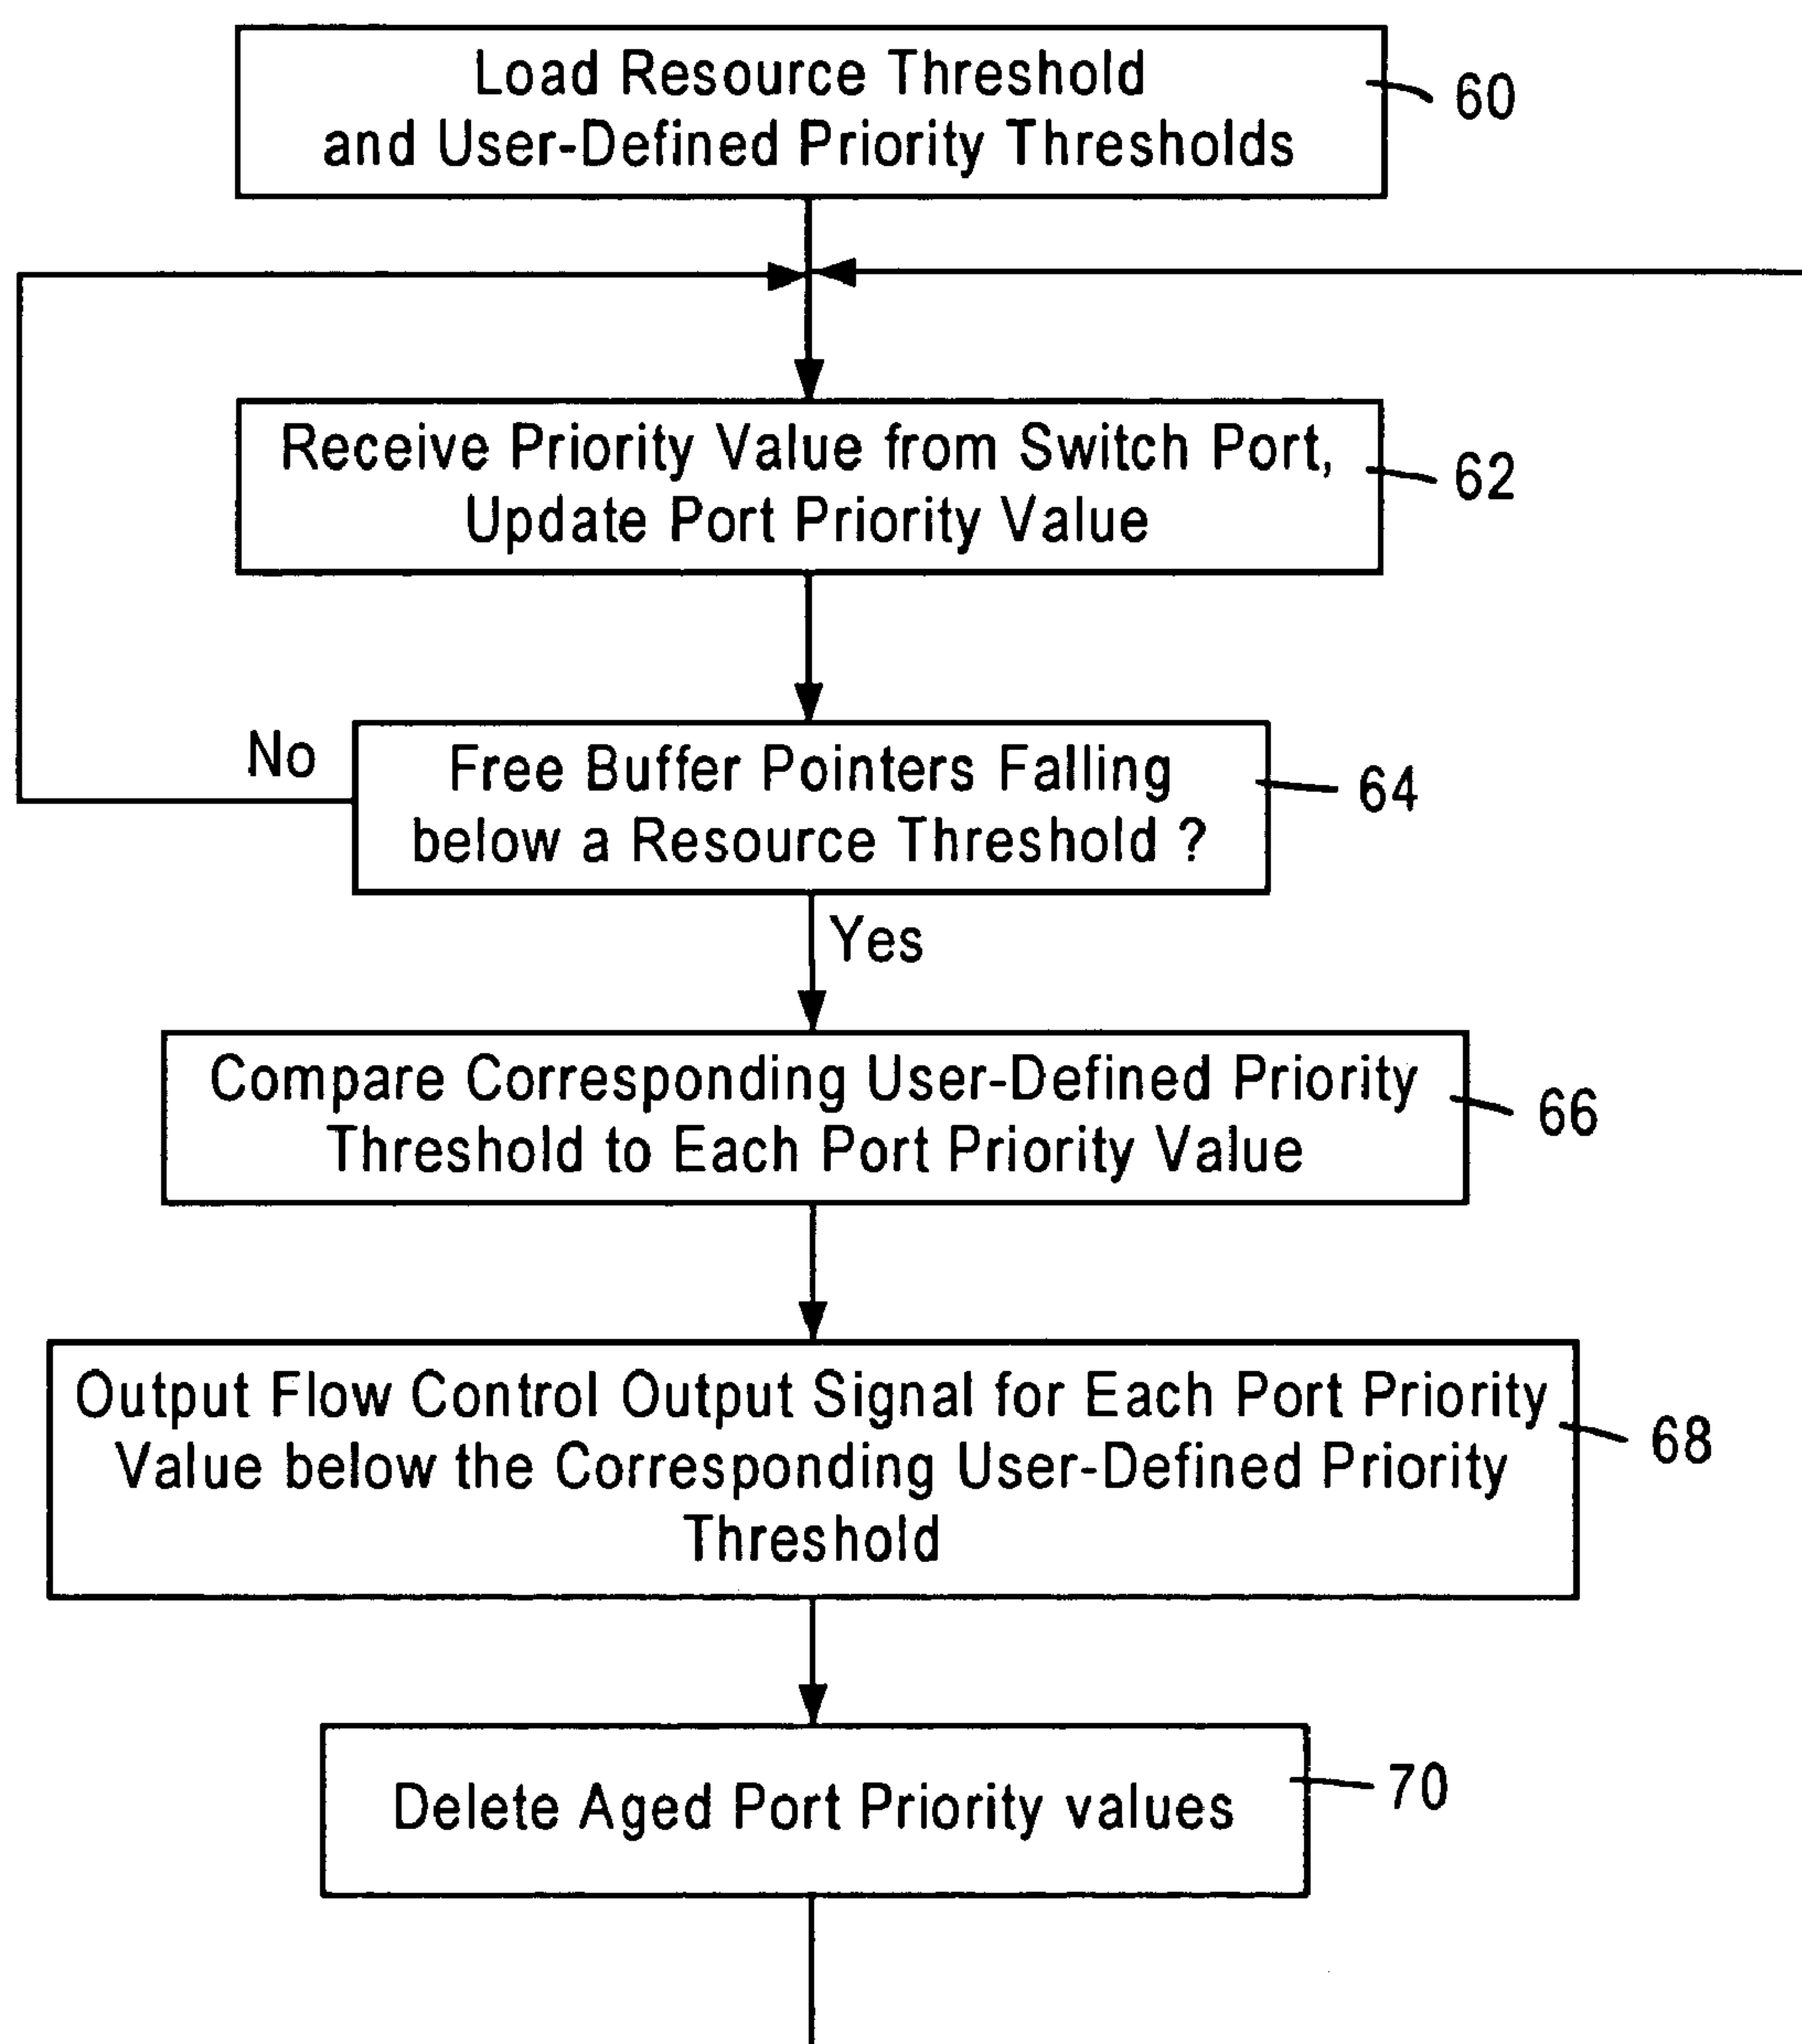 Load Resource Threshold
and User-Defined Priority Thresholds
60
Receive Priority Value from Switch Port,
Update Port Priority Value
62
No
Free Buffer Pointers Falling
below a Resource Threshold ?
64
Yes
Compare Corresponding User-Defined Priority
Threshold to Each Port Priority Value
66
Output Flow Control Output Signal for Each Port Priority
Value below the Corresponding User-Defined Priority
Threshold
68
Delete Aged Port Priority values
70